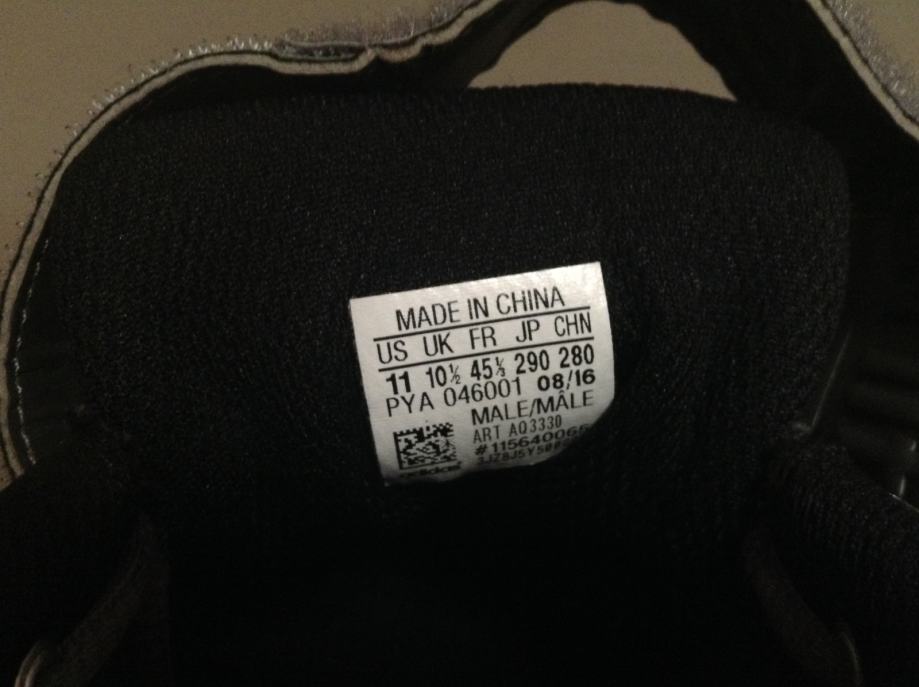 MADE IN CHINA
US UK FR JP CHN
11 10½ 45⅓ 290 280
PYA 046001 08/16
MALE/MÂLE
ART AQ3330
adidas